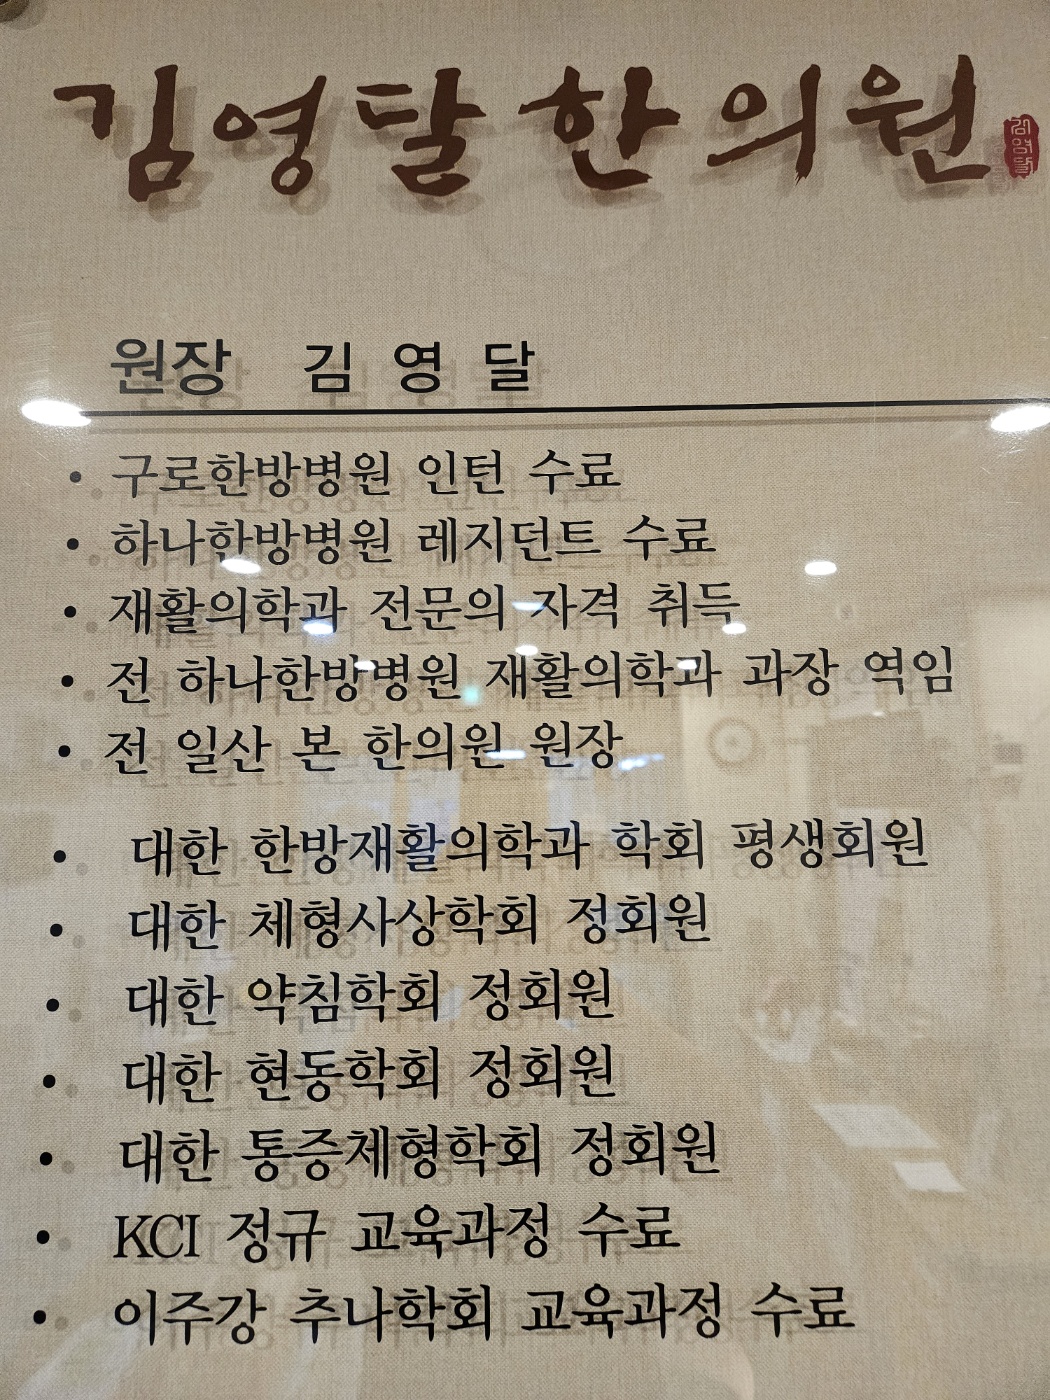 김영달한의원
김영달
원장 김영달
• 구로한방병원 인턴 수료
• 하나한방병원 레지던트 수료
• 재활의학과 전문의 자격 취득
• 전 하나한방병원 재활의학과 과장 역임
• 전 일산 본 한의원 원장
• 대한 한방재활의학과 학회 평생회원
• 대한 체형사상학회 정회원
• 대한 약침학회 정회원
• 대한 현동학회 정회원
• 대한 통증체형학회 정회원
• KCI 정규 교육과정 수료
• 이주강 추나학회 교육과정 수료